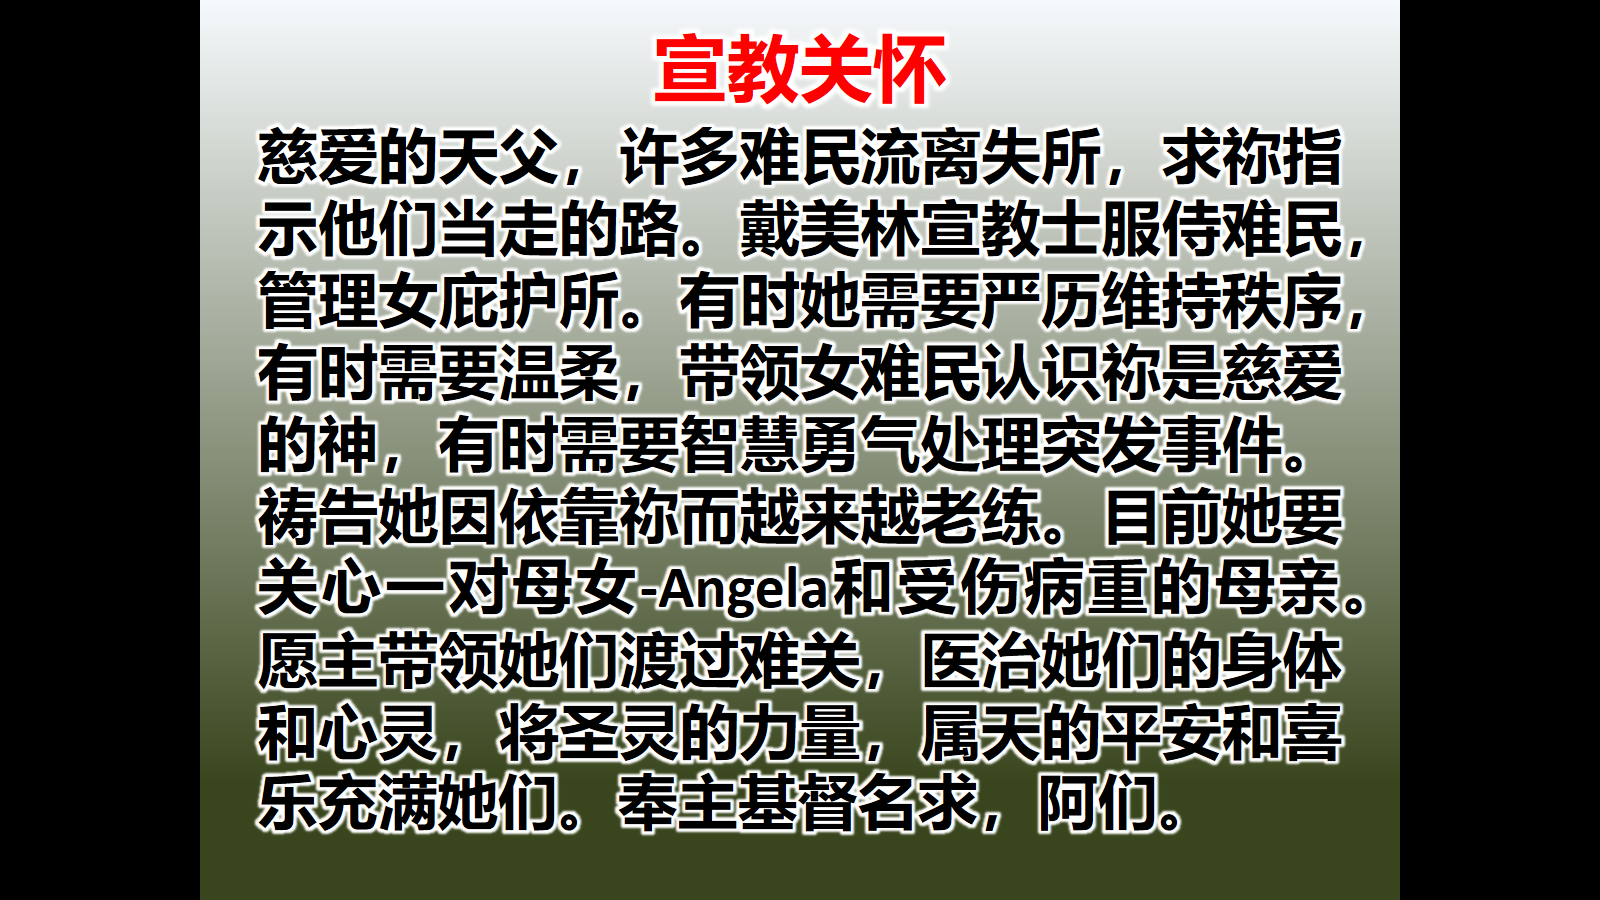 宣教关怀
慈爱的天父，许多难民流离失所，求祢指
示他们当走的路。戴美林宣教士服侍难民，
管理女庇护所。有时她需要严历维持秩序，
有时需要温柔，带领女难民认识祢是慈爱
的神，有时需要智慧勇气处理突发事件。
祷告她因依靠祢而越来越老练。目前她要
关心一对母女-Angela和受伤病重的母亲。
愿主带领她们渡过难关，医治她们的身体
和心灵，将圣灵的力量，属天的平安和喜
乐充满她们。奉主基督名求，阿们。